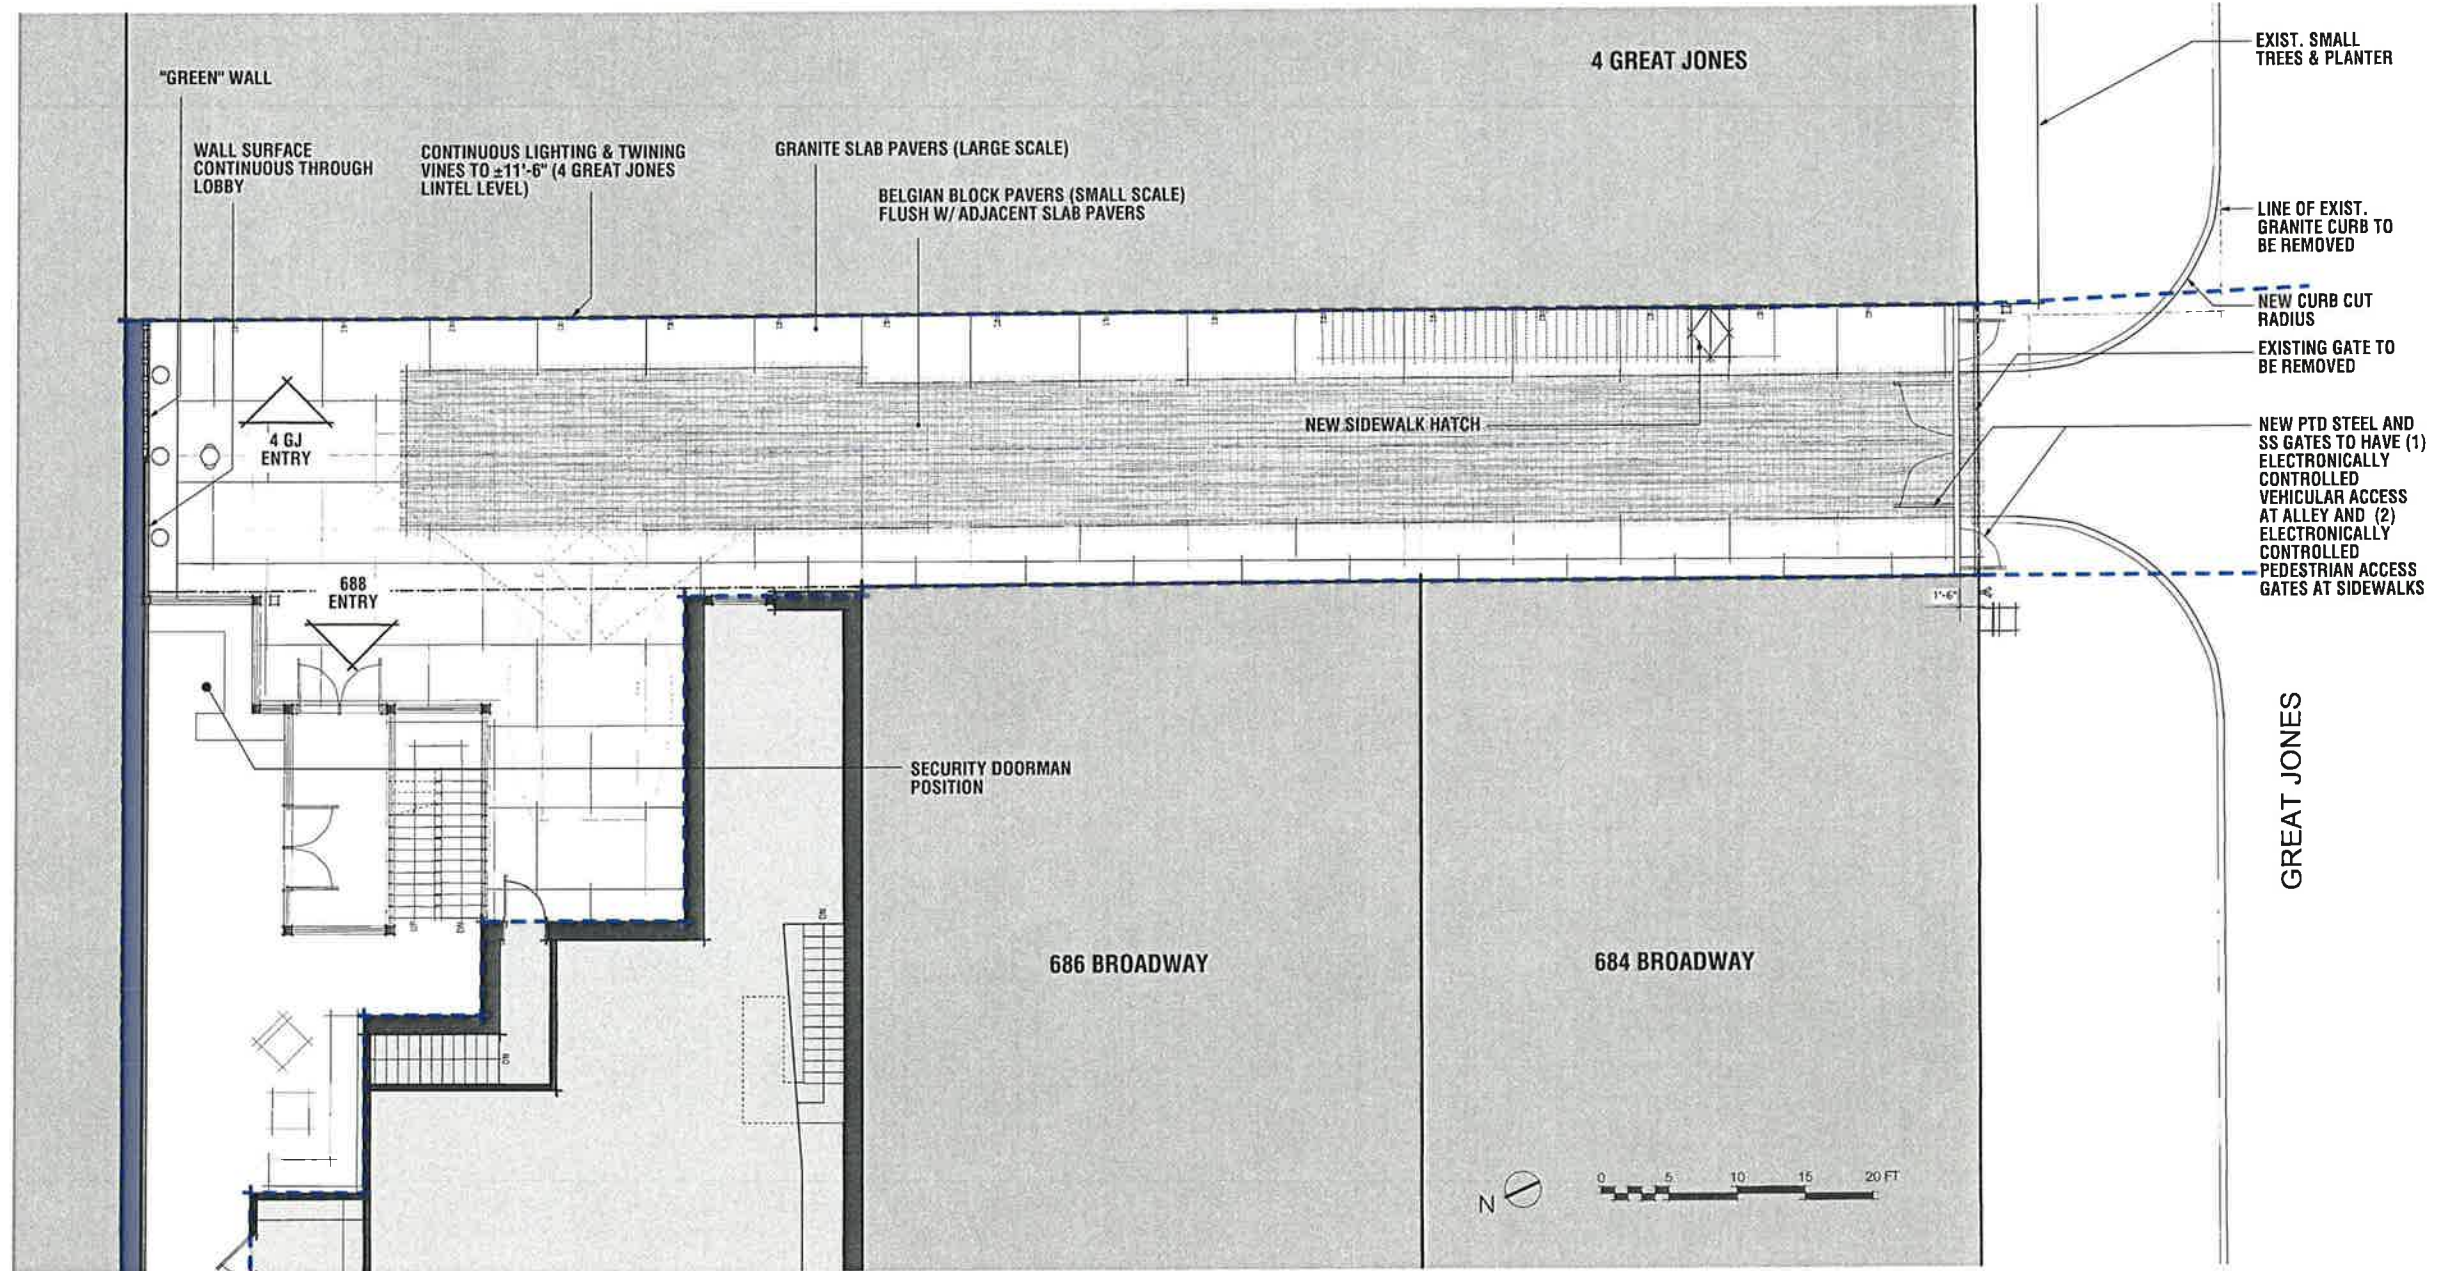 4 GREAT JONES
EXIST. SMALL
TREES & PLANTER
"GREEN" WALL
WALL SURFACE
CONTINUOUS THROUGH
LOBBY
CONTINUOUS LIGHTING & TWINING
VINES TO ±11'-6" (4 GREAT JONES
LINTEL LEVEL)
GRANITE SLAB PAVERS (LARGE SCALE)
BELGIAN BLOCK PAVERS (SMALL SCALE)
FLUSH W/ ADJACENT SLAB PAVERS
LINE OF EXIST.
GRANITE CURB TO
BE REMOVED
NEW CURB CUT
RADIUS
EXISTING GATE TO
BE REMOVED
NEW SIDEWALK HATCH
4 GJ
ENTRY
NEW PTD STEEL AND
SS GATES TO HAVE (1)
ELECTRONICALLY
CONTROLLED
VEHICULAR ACCESS
AT ALLEY AND (2)
ELECTRONICALLY
CONTROLLED
PEDESTRIAN ACCESS
GATES AT SIDEWALKS
688
ENTRY
1'-6"
SECURITY DOORMAN
POSITION
GREAT JONES
UP
DN
DN
DN
686 BROADWAY
684 BROADWAY
N
0 5 10 15 20 FT